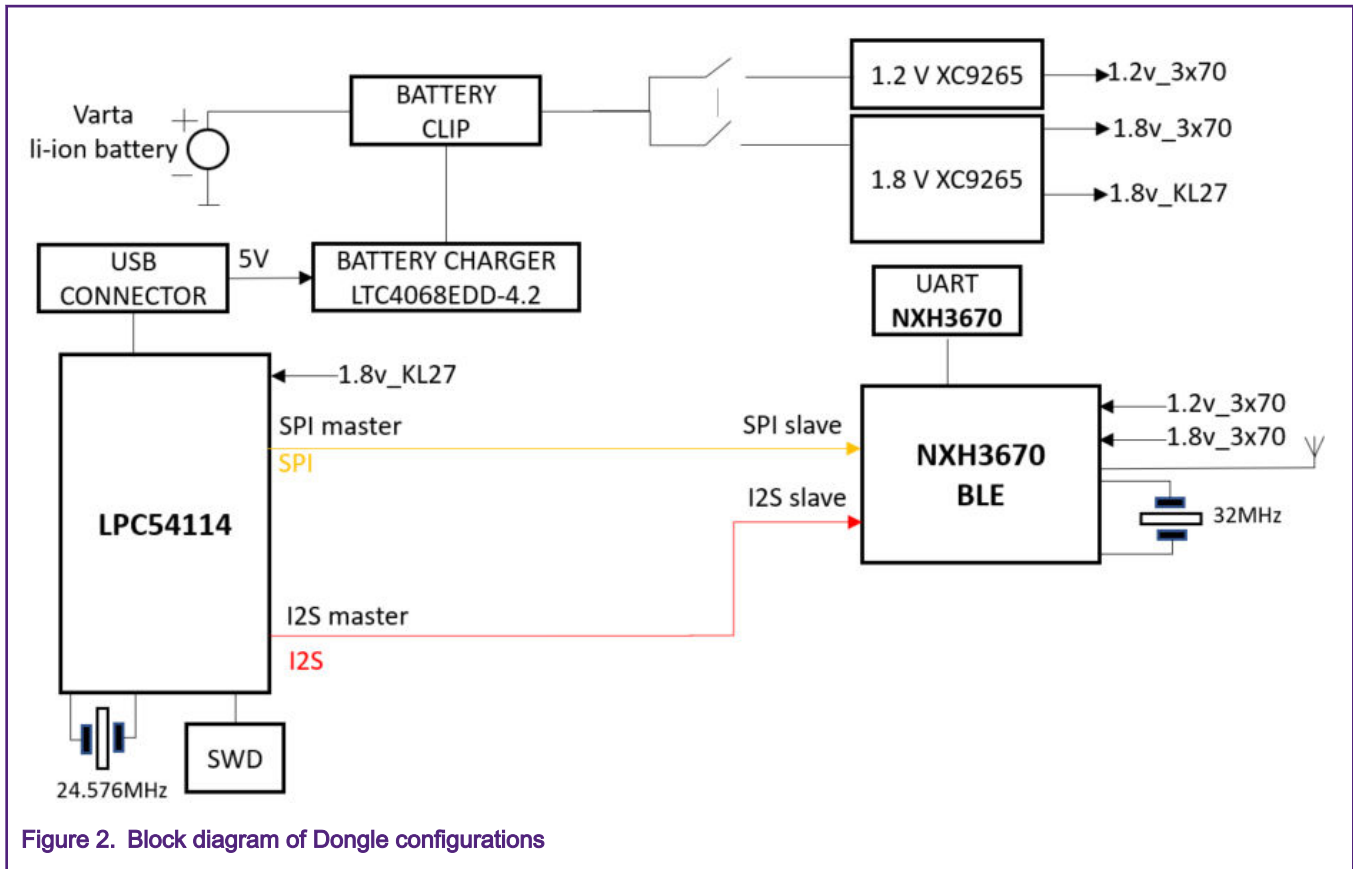 Varta
li-ion battery
+
−
BATTERY
CLIP
1.2 V XC9265
1.2v_3x70
1.8 V XC9265
1.8v_3x70
1.8v_KL27
USB
CONNECTOR
5V
BATTERY CHARGER
LTC4068EDD-4.2
UART
NXH3670
LPC54114
1.8v_KL27
SPI master
SPI
SPI slave
I2S slave
I2S master
I2S
NXH3670
BLE
1.2v_3x70
1.8v_3x70
32MHz
24.576MHz
SWD
Figure 2. Block diagram of Dongle configurations